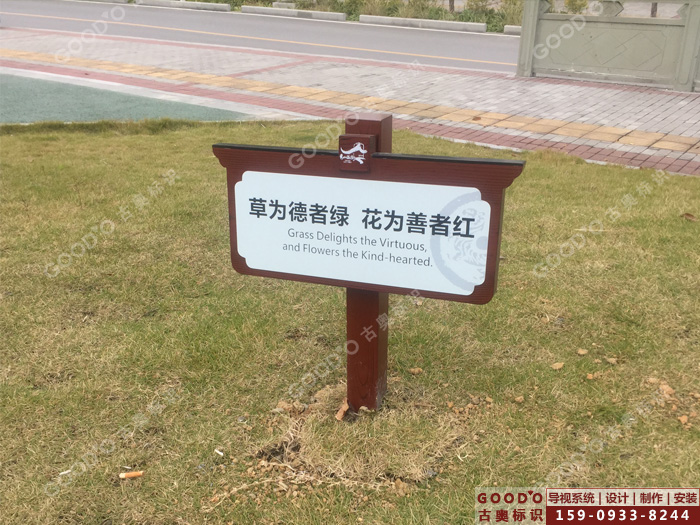 草为德者绿 花为善者红
Grass Delights the Virtuous,
and Flowers the Kind-hearted.
GOOD'O
古奥标识
导视系统 | 设计 | 制作 | 安装
159-0933-8244